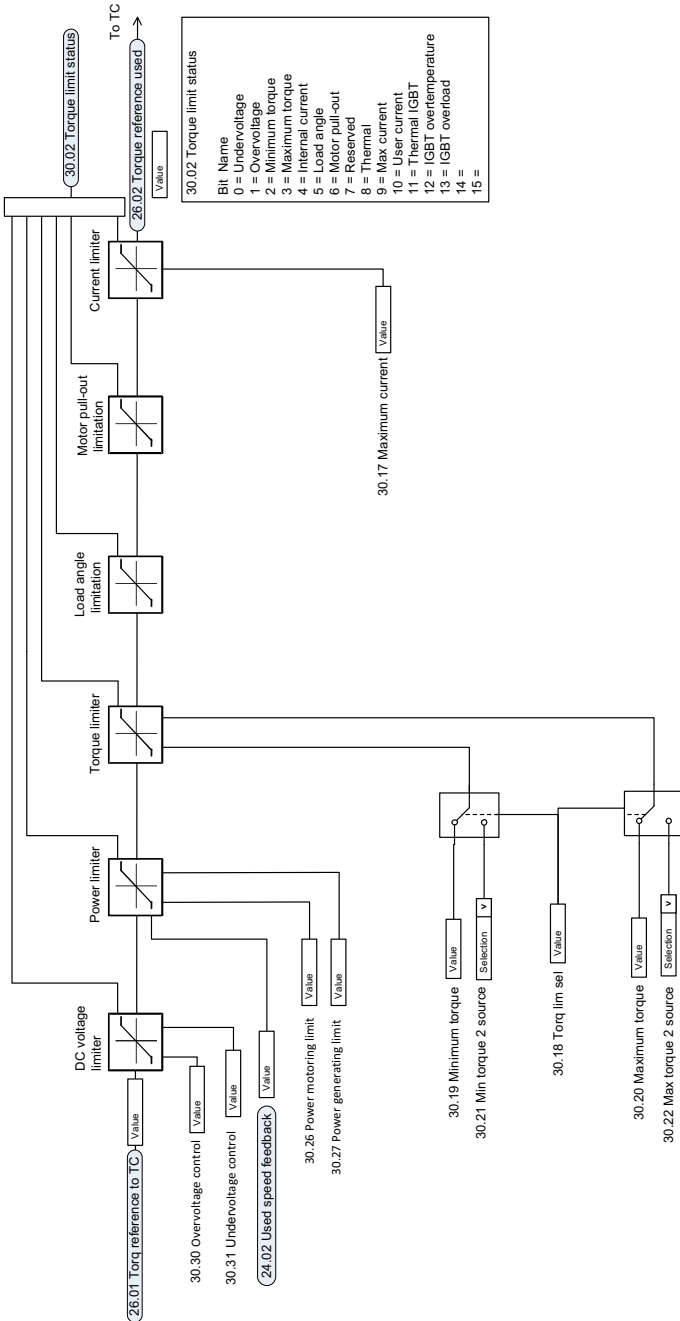 26.01 Torq reference to TC
Value
DC voltage
limiter
30.30 Overvoltage control
Value
30.31 Undervoltage control
Value
24.02 Used speed feedback
Value
Power limiter
30.26 Power motoring limit
Value
30.27 Power generating limit
Value
Torque limiter
30.19 Minimum torque
Value
30.21 Min torque 2 source
Selection
v
30.18 Torq lim sel
Value
30.20 Maximum torque
Value
30.22 Max torque 2 source
Selection
v
Load angle
limitation
Motor pull-out
limitation
Current limiter
30.17 Maximum current
Value
30.02 Torque limit status
26.02 Torque reference used
Value
To TC
30.02 Torque limit status
Bit Name
0 = Undervoltage
1 = Overvoltage
2 = Minimum torque
3 = Maximum torque
4 = Internal current
5 = Load angle
6 = Motor pull-out
7 = Reserved
8 = Thermal
9 = Max current
10 = User current
11 = Thermal IGBT
12 = IGBT overtemperature
13 = IGBT overload
14 =
15 =